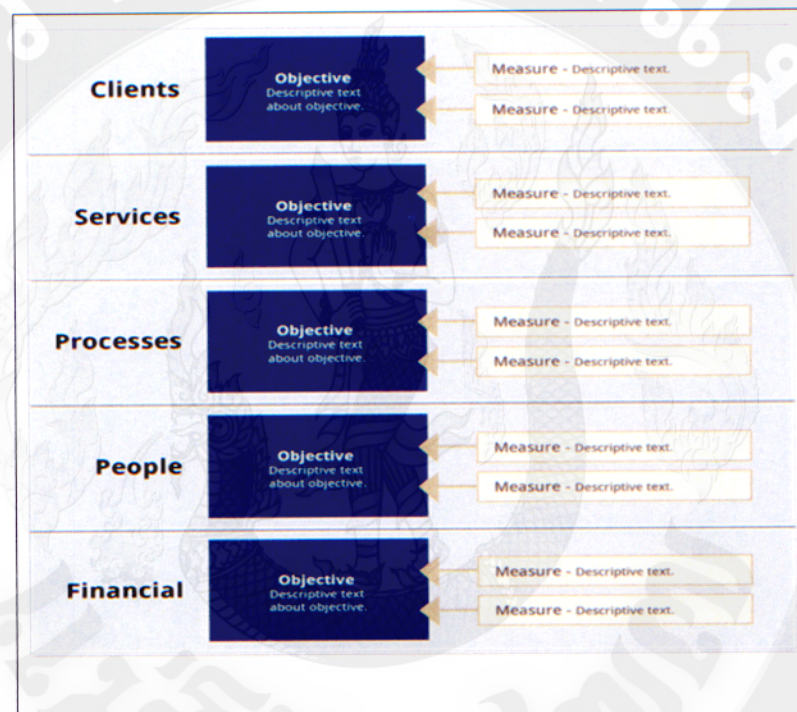 Clients
Objective
Descriptive text
about objective.
Measure - Descriptive text.
Measure - Descriptive text.
Services
Objective
Descriptive text
about objective.
Measure - Descriptive text.
Measure - Descriptive text.
Processes
Objective
Descriptive text
about objective.
Measure - Descriptive text.
Measure - Descriptive text.
People
Objective
Descriptive text
about objective.
Measure - Descriptive text.
Measure - Descriptive text.
Financial
Objective
Descriptive text
about objective.
Measure - Descriptive text.
Measure - Descriptive text.